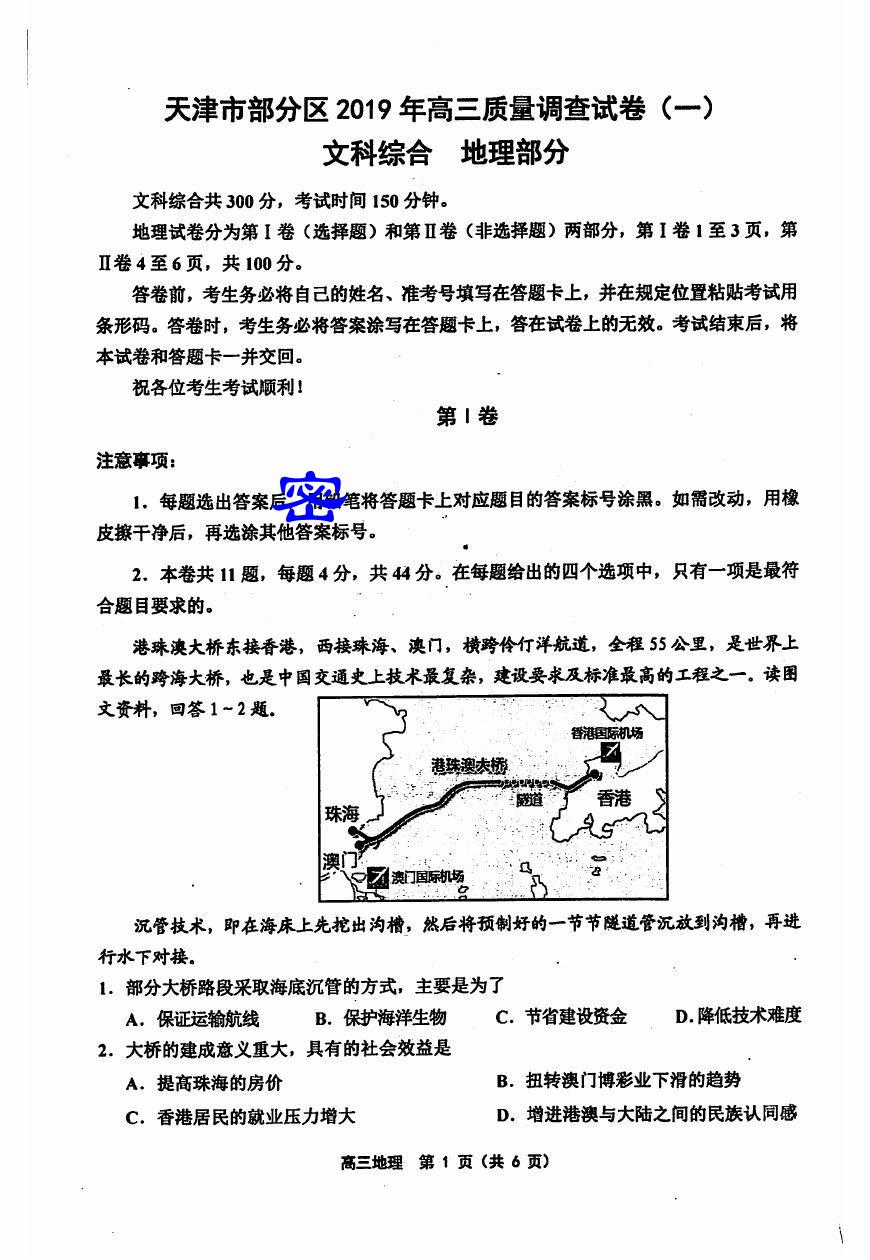 天津市部分区 2019 年高三质量调查试卷（一）
文科综合 地理部分
文科综合共 300 分，考试时间 150 分钟。
地理试卷分为第Ⅰ卷（选择题）和第Ⅱ卷（非选择题）两部分，第Ⅰ卷 1 至 3 页，第
Ⅱ卷 4 至 6 页，共 100 分。
答卷前，考生务必将自己的姓名、准考号填写在答题卡上，并在规定位置粘贴考试用
条形码。答卷时，考生务必将答案涂写在答题卡上，答在试卷上的无效。考试结束后，将
本试卷和答题卡一并交回。
祝各位考生考试顺利！
第Ⅰ卷
注意事项：
1．每题选出答案后 密 笔将答题卡上对应题目的答案标号涂黑。如需改动，用橡
皮擦干净后，再选涂其他答案标号。
2．本卷共 11 题，每题 4 分，共 44 分。在每题给出的四个选项中，只有一项是最符
合题目要求的。
港珠澳大桥东接香港，西接珠海、澳门，横跨伶仃洋航道，全程 55 公里，是世界上
最长的跨海大桥，也是中国交通史上技术最复杂，建设要求及标准最高的工程之一。读图
文资料，回答 1~2 题。
香港国际机场
港珠澳大桥
隧道
香港
珠海
澳门
澳门国际机场
沉管技术，即在海床上先挖出沟槽，然后将预制好的一节节隧道管沉放到沟槽，再进
行水下对接。
1．部分大桥路段采取海底沉管的方式，主要是为了
A．保证运输航线 B．保护海洋生物 C．节省建设资金 D．降低技术难度
2．大桥的建成意义重大，具有的社会效益是
A．提高珠海的房价 B．扭转澳门博彩业下滑的趋势
C．香港居民的就业压力增大 D．增进港澳与大陆之间的民族认同感
高三地理 第 1 页（共 6 页）